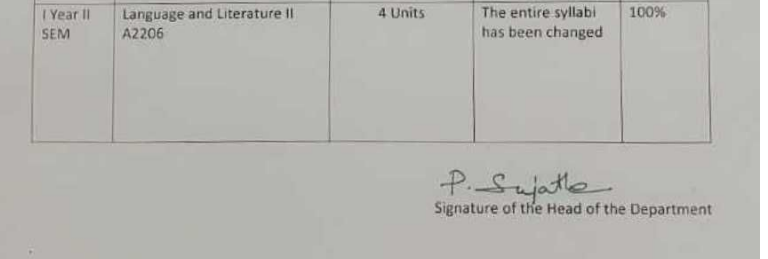 I Year II Language and Literature II 4 Units The entire syllabi 100%
SEM A2206 has been changed
P. Sujatha
Signature of the Head of the Department